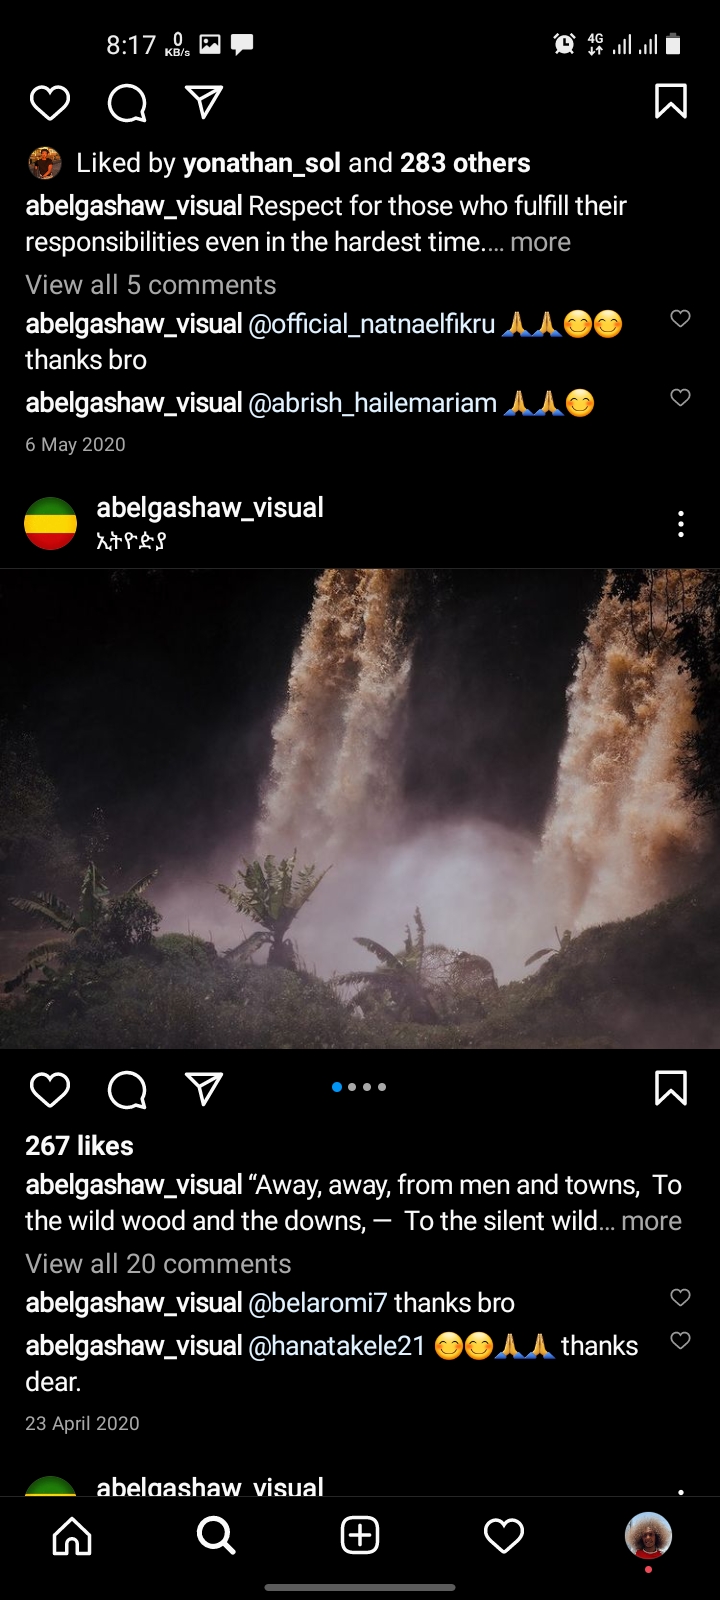 8:17 0 KB/s 4G
Liked by yonathan_sol and 283 others
abelgashaw_visual Respect for those who fulfill their
responsibilities even in the hardest time.... more
View all 5 comments
abelgashaw_visual @official_natnaelfikru 🙏🙏😊😊
thanks bro
abelgashaw_visual @abrish_hailemariam 🙏🙏😊
6 May 2020
abelgashaw_visual
ኢትዮድያ
267 likes
abelgashaw_visual “Away, away, from men and towns, To
the wild wood and the downs, — To the silent wild... more
View all 20 comments
abelgashaw_visual @belaromi7 thanks bro
abelgashaw_visual @hanatakele21 😊😊🙏🙏 thanks
dear.
23 April 2020
abelgashaw_visual